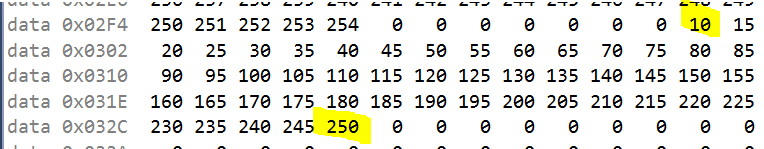 data 0x02F4 250 251 252 253 254 0 0 0 0 0 0 0 10 15
data 0x0302 20 25 30 35 40 45 50 55 60 65 70 75 80 85
data 0x0310 90 95 100 105 110 115 120 125 130 135 140 145 150 155
data 0x031E 160 165 170 175 180 185 190 195 200 205 210 215 220 225
data 0x032C 230 235 240 245 250 0 0 0 0 0 0 0 0 0